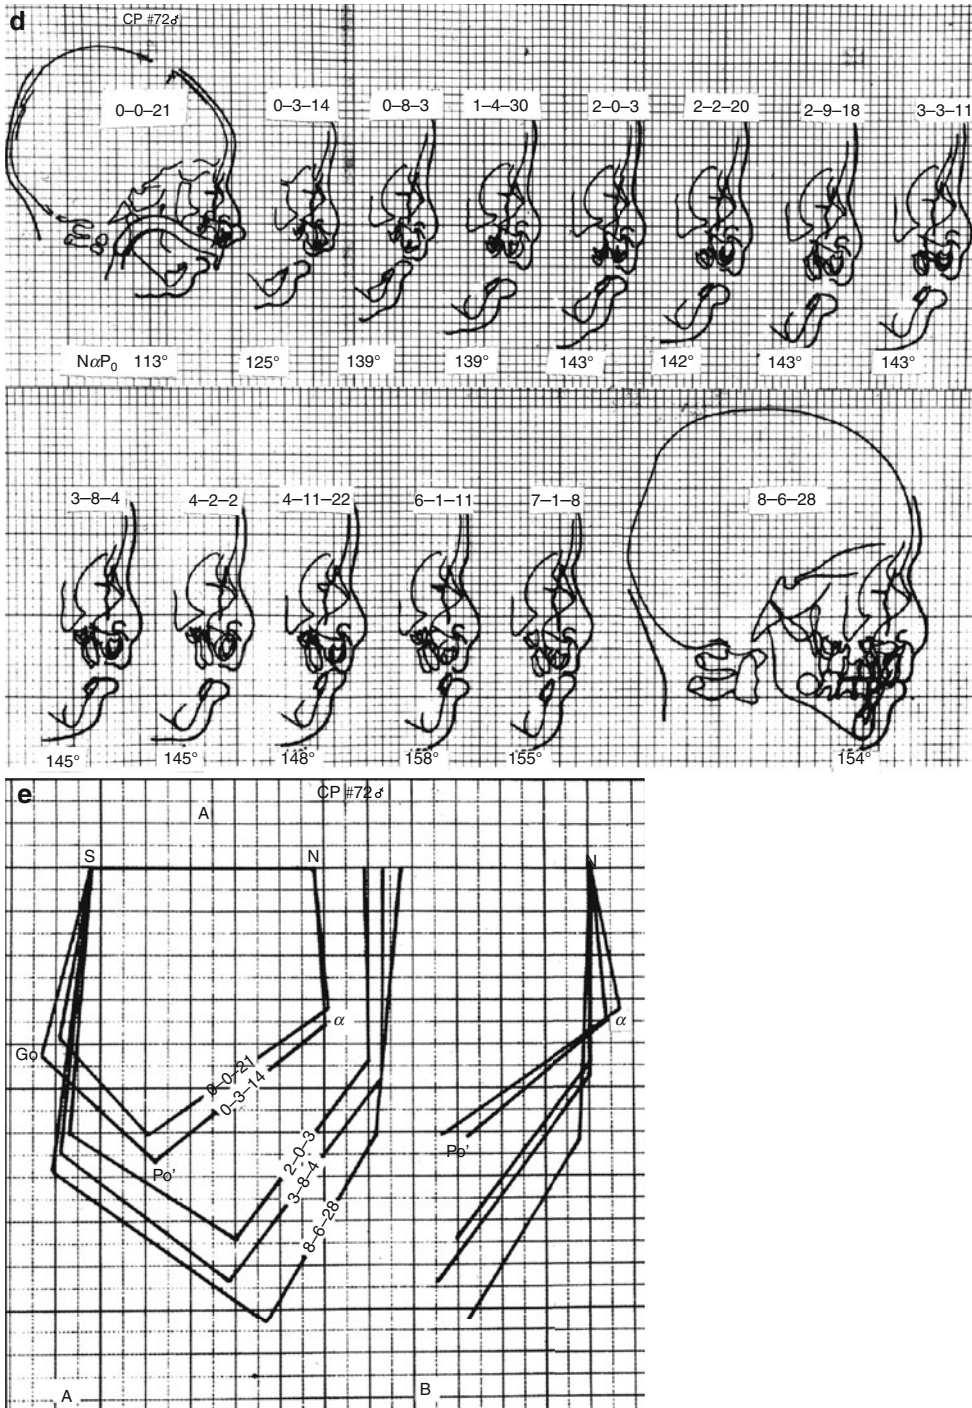 d
CP #72♂
0–0–21 0–3–14 0–8–3 1–4–30 2–0–3 2–2–20 2–9–18 3–3–11
NαP₀ 113° 125° 139° 139° 143° 142° 143° 143°
3–8–4 4–2–2 4–11–22 6–1–11 7–1–8 8–6–28
145° 145° 148° 158° 155° 154°
e
CP #72♂
A
S N N
α α
Go
0–0–21
0–3–14
Po'
Po'
2–0–3
3–8–4
8–6–28
A B